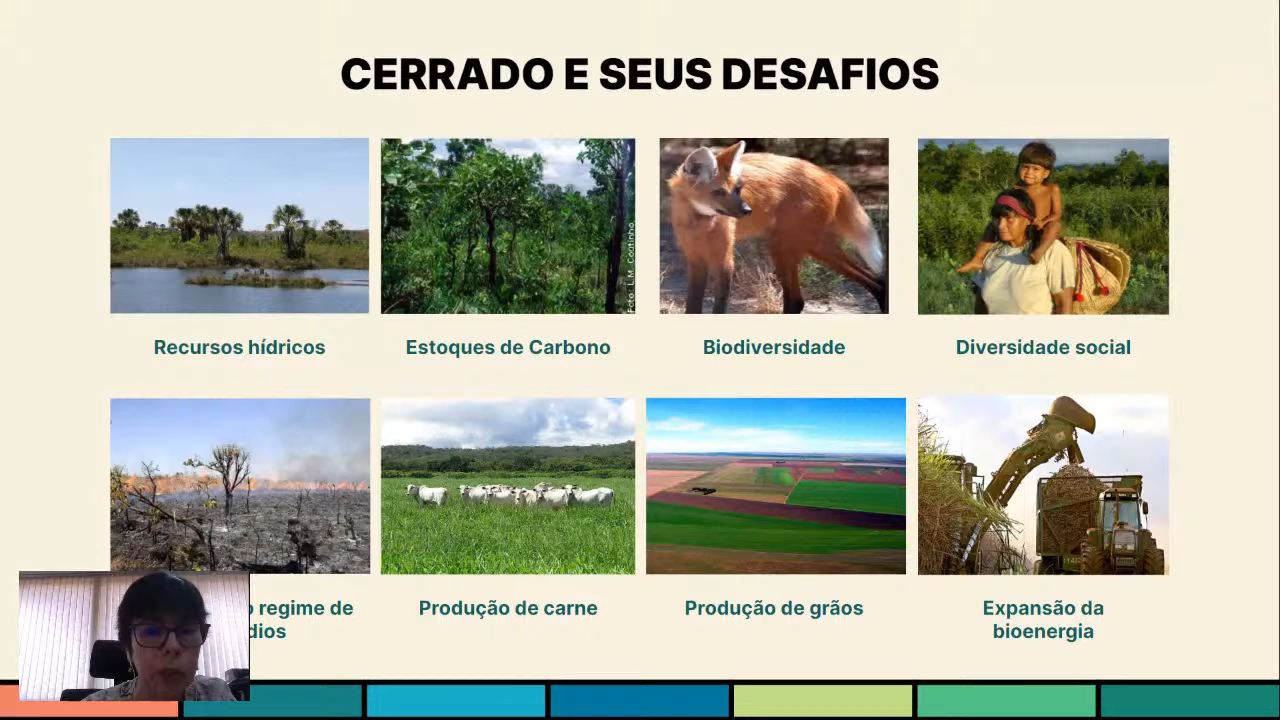 CERRADO E SEUS DESAFIOS
Foto: L.M. Coutinho
Recursos hídricos
Estoques de Carbono
Biodiversidade
Diversidade social
regime de
Produção de carne
Produção de grãos
Expansão da
bioenergia